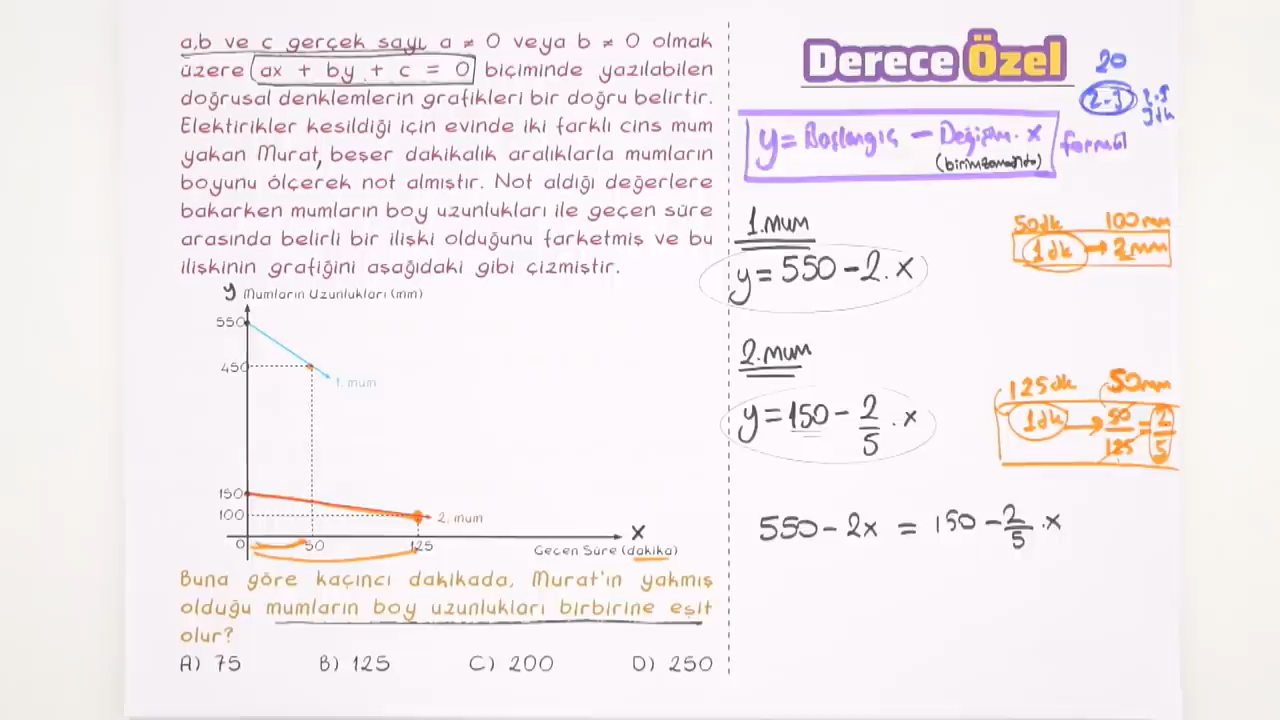 a,b ve c gerçek sayı a ≠ 0 veya b ≠ 0 olmak
üzere ax + by + c = 0 biçiminde yazılabilen
doğrusal denklemlerin grafikleri bir doğru belirtir.
Elektirikler kesildiği için evinde iki farklı cins mum
yakan Murat, beşer dakikalık aralıklarla mumların
boyunu ölçerek not almıştır. Not aldığı değerlere
bakarken mumların boy uzunlukları ile geçen süre
arasında belirli bir ilişki olduğunu farketmiş ve bu
ilişkinin grafiğini aşağıdaki gibi çizmiştir.
y Mumların Uzunlukları (mm)
550
450
1. mum
150
100
2. mum
0
50
125
x
Geçen Süre (dakika)
Buna göre kaçıncı dakikada, Murat'ın yakmış
olduğu mumların boy uzunlukları birbirine eşit
olur?
A) 75 B) 125 C) 200 D) 250
Derece Özel
20
y = Başlangıç - Değişim . x
(birim zamanda)
formül
1. mum
y = 550 - 2 . x
50dk 100mm
1dk → 2mm
2. mum
y = 150 - 2/5 . x
125dk 50mm
1dk → 50/125 = 2/5
550 - 2x = 150 - 2/5 . x